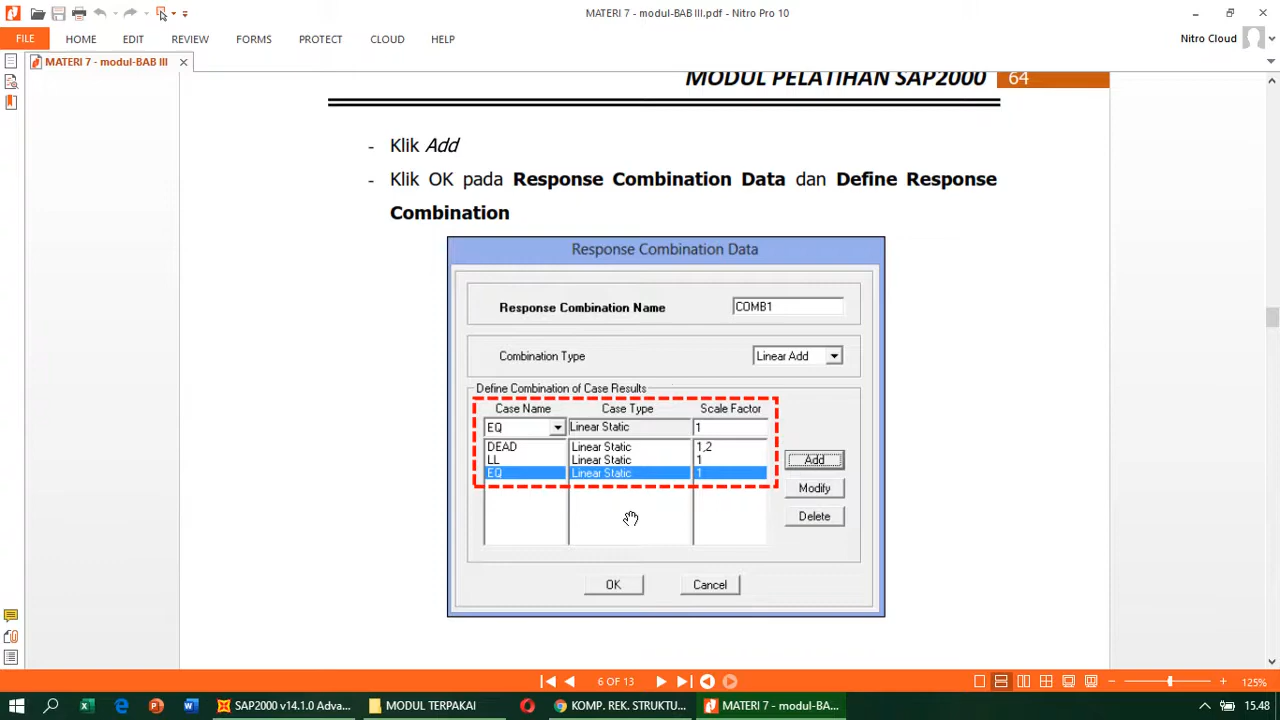 MATERI 7 - modul-BAB III.pdf - Nitro Pro 10
FILE HOME EDIT REVIEW FORMS PROTECT CLOUD HELP Nitro Cloud
MATERI 7 - modul-BAB III
MODUL PELATIHAN SAP2000 64
- Klik Add
- Klik OK pada Response Combination Data dan Define Response
Combination
Response Combination Data
Response Combination Name COMB1
Combination Type Linear Add
Define Combination of Case Results
Case Name Case Type Scale Factor
EQ Linear Static 1
DEAD Linear Static 1,2
LL Linear Static 1
EQ Linear Static 1
Add
Modify
Delete
OK Cancel
6 OF 13 125%
SAP2000 v14.1.0 Adva... MODUL TERPAKAI KOMP. REK. STRUKTU... MATERI 7 - modul-BA... 15.48